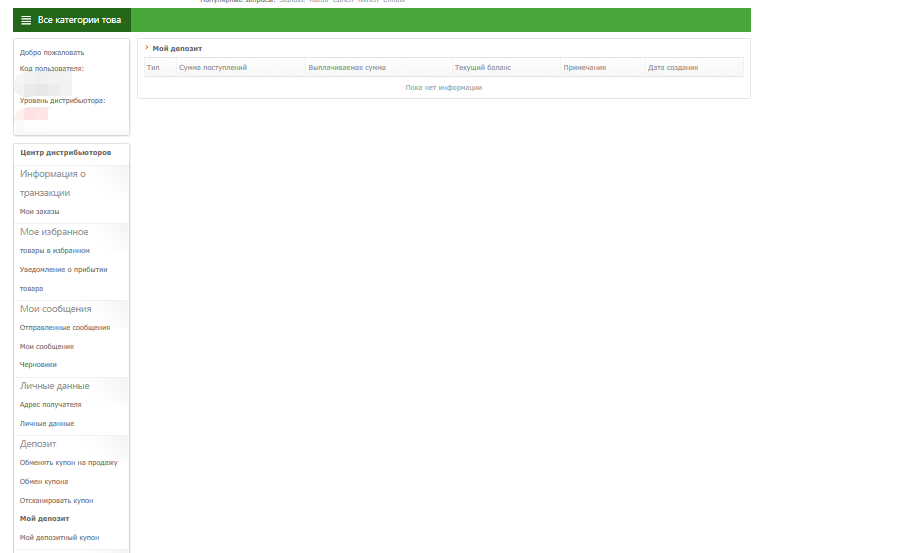 Популярные запросы:
Все категории това
Добро пожаловать
Код пользователя:
Уровень дистрибьютора:
Мой депозит
Тип Сумма поступлений Выплачиваемая сумма Текущий баланс Примечания Дата создания
Пока нет информации
Центр дистрибьюторов
Информация о
транзакции
Мои заказы
Мое избранное
товары в избранном
Уведомление о прибытии
товара
Мои сообщения
Отправленные сообщения
Мои сообщения
Черновики
Личные данные
Адрес получателя
Личные данные
Депозит
Обменять купон на продажу
Обмен купона
Отсканировать купон
Мой депозит
Мой депозитный купон